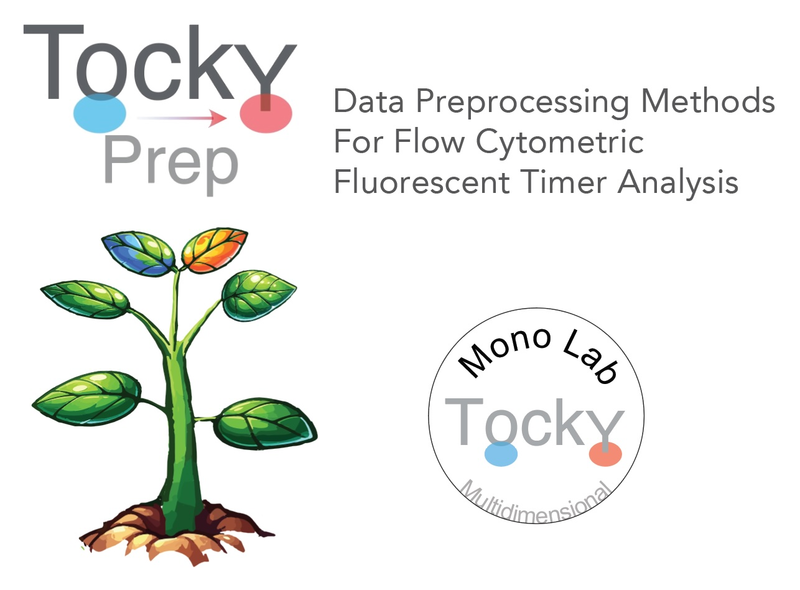 Tocky
Prep
Data Preprocessing Methods
For Flow Cytometric
Fluorescent Timer Analysis
Mono Lab
Tocky
Multidimensional